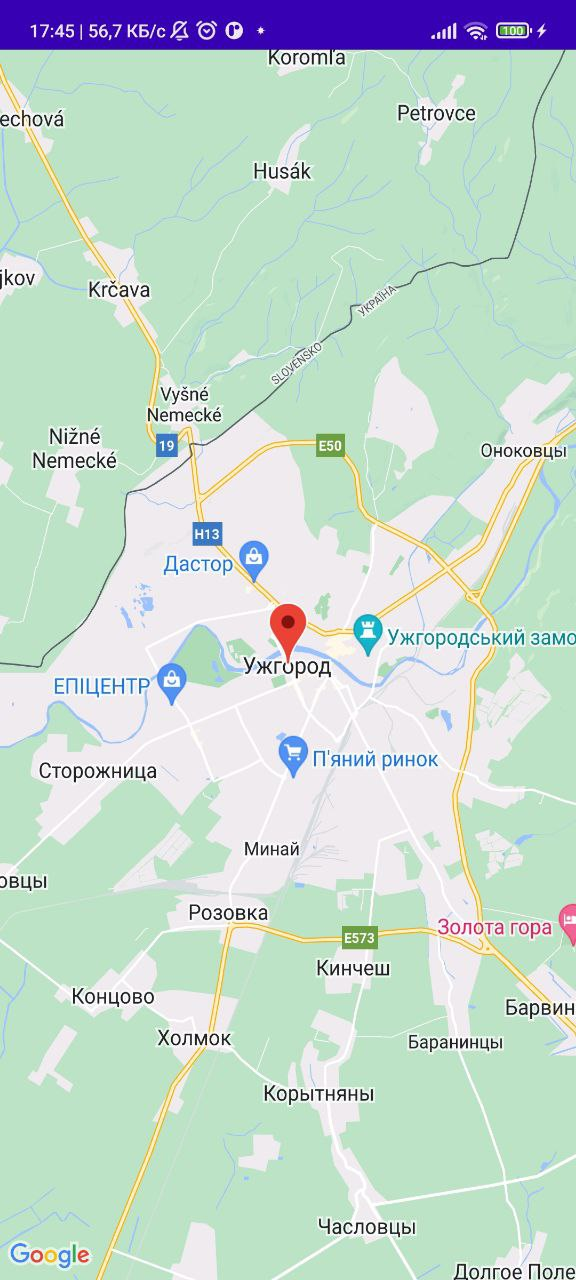 17:45 | 56,7 КБ/с
100
Koromľa
echová
Petrovce
Husák
jkov
Krčava
УКРАЇНА
SLOVENSKO
Vyšné
Nemecké
Nižné
Nemecké
19
E50
Оноковцы
H13
Дастор
Ужгородський замо
Ужгород
ЕПІЦЕНТР
П'яний ринок
Сторожница
Минай
овцы
Розовка
Золота гора
E573
Кинчеш
Концово
Барвин
Холмок
Баранинцы
Корытняны
Часловцы
Google
Долгое Поле